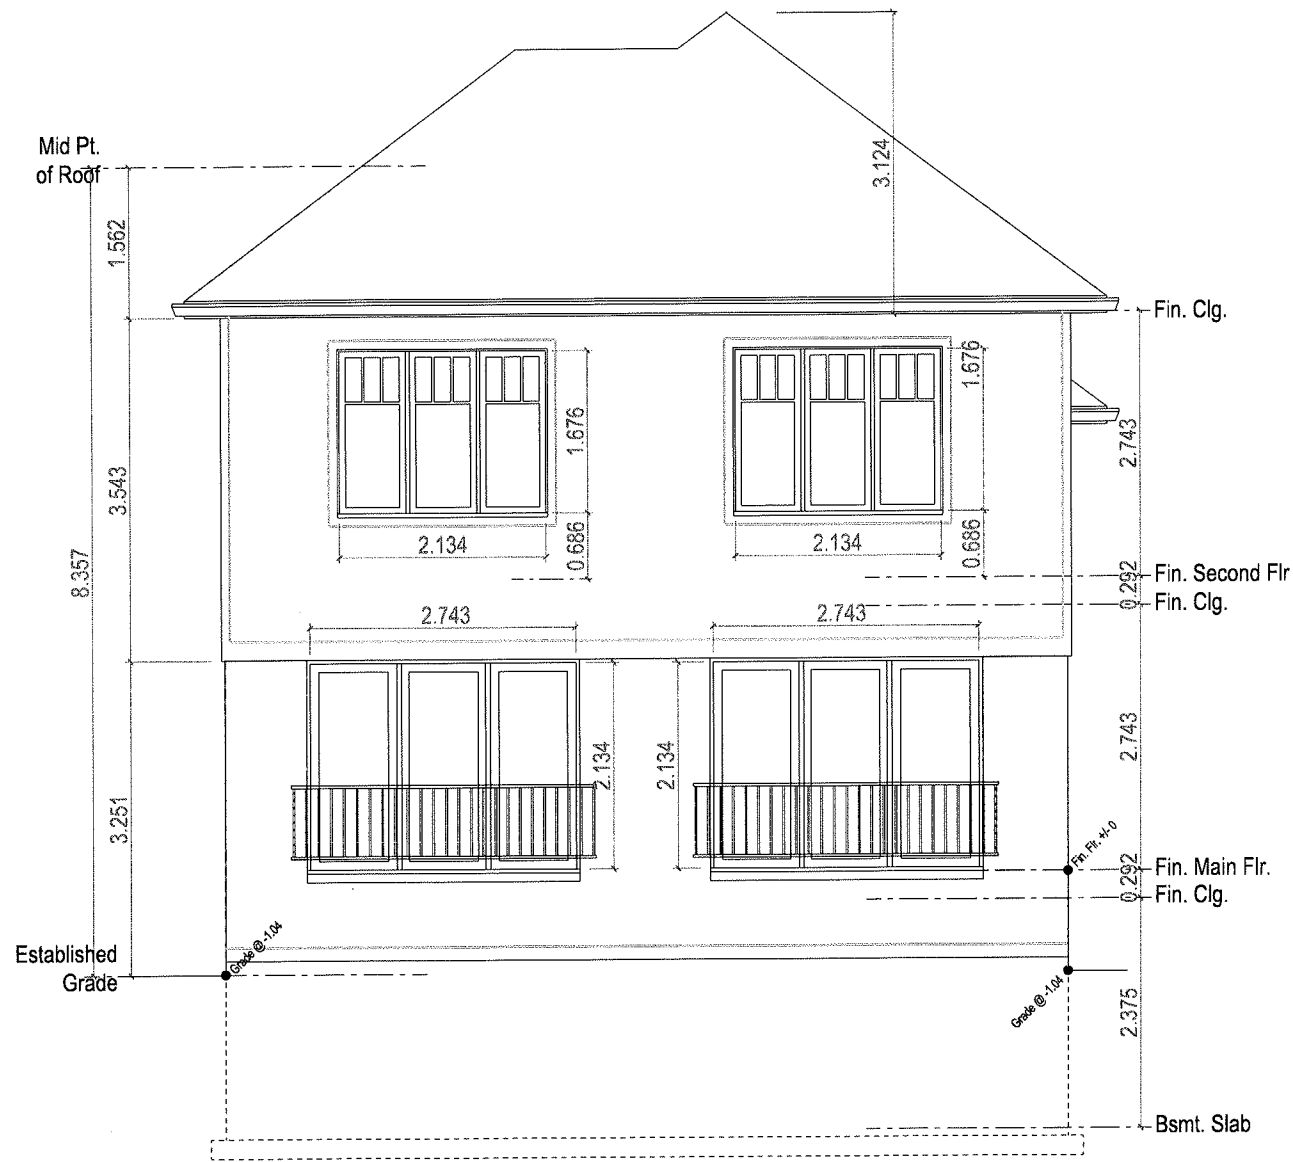 Mid Pt.
of Roof
3.124
1.562
Fin. Clg.
1.676
1.676
2.743
3.543
2.134
0.686
2.134
0.686
8.357
0.292
Fin. Second Flr
Fin. Clg.
2.743
2.743
2.134
2.134
2.743
3.251
Fin. Flr. +/- 0
0.292
Fin. Main Flr.
Fin. Clg.
Grade @ -1.04
Established
Grade
Grade @ -1.04
2.375
Bsmt. Slab